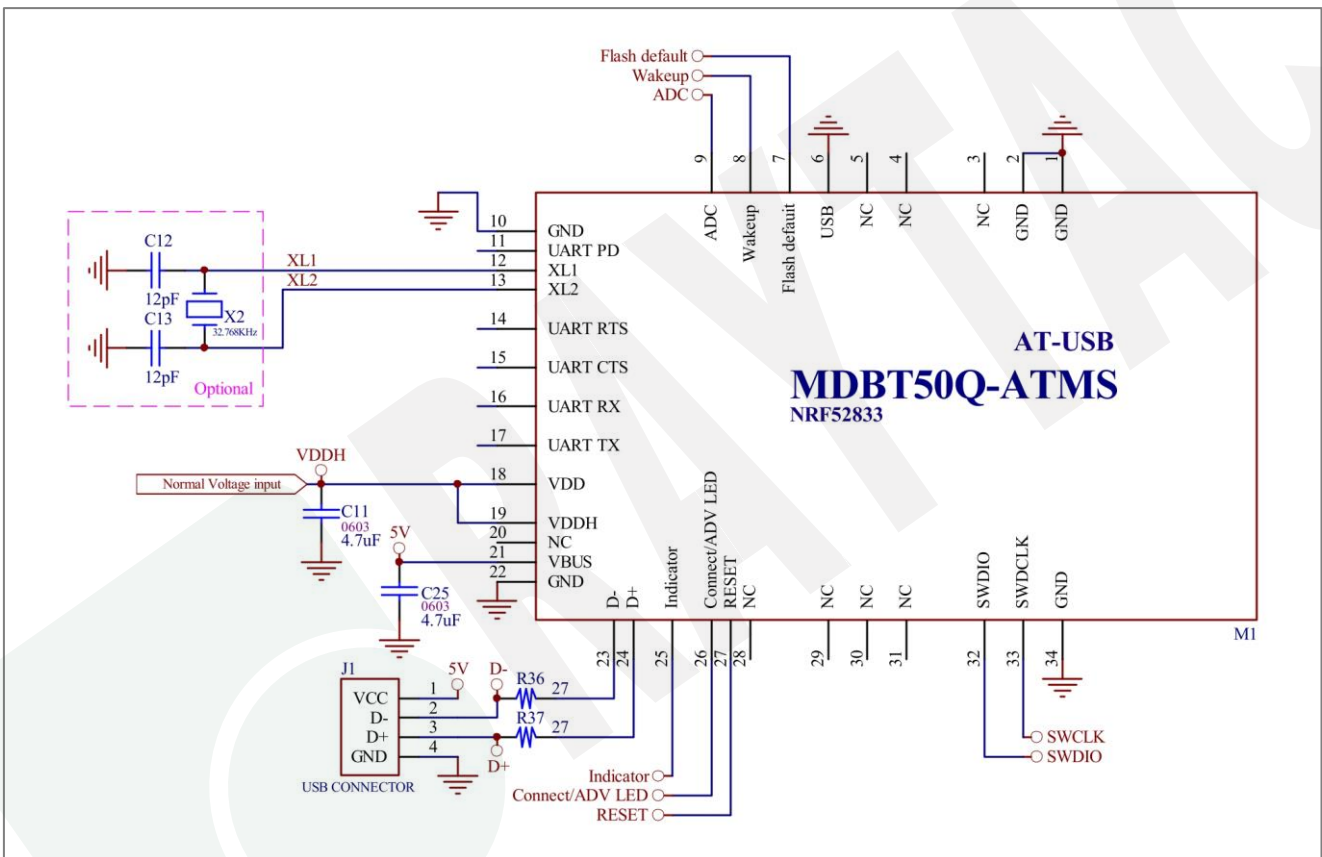 Flash default
Wakeup
ADC
9
8
7
6
5
4
3
2
1
ADC
Wakeup
Flash defauit
USB
NC
NC
NC
GND
GND
10 GND
11 UART PD
12 XL1
13 XL2
14 UART RTS
15 UART CTS
16 UART RX
17 UART TX
18 VDD
19 VDDH
20 NC
21 VBUS
22 GND
C12
12pF
C13
12pF
X2
32.768KHz
Optional
XL1
XL2
AT-USB
MDBT50Q-ATMS
NRF52833
VDDH
Normal Voltage input
C11
0603
4.7uF
5V
C25
0603
4.7uF
D-
D+
Indicator
Connect/ADV LED
RESET
NC
NC
NC
NC
SWDIO
SWDCLK
GND
M1
23
24
25
26
27
28
29
30
31
32
33
34
J1
VCC 1
D- 2
D+ 3
GND 4
USB CONNECTOR
5V
D-
R36
27
R37
27
D+
Indicator
Connect/ADV LED
RESET
SWCLK
SWDIO
RAYTAC